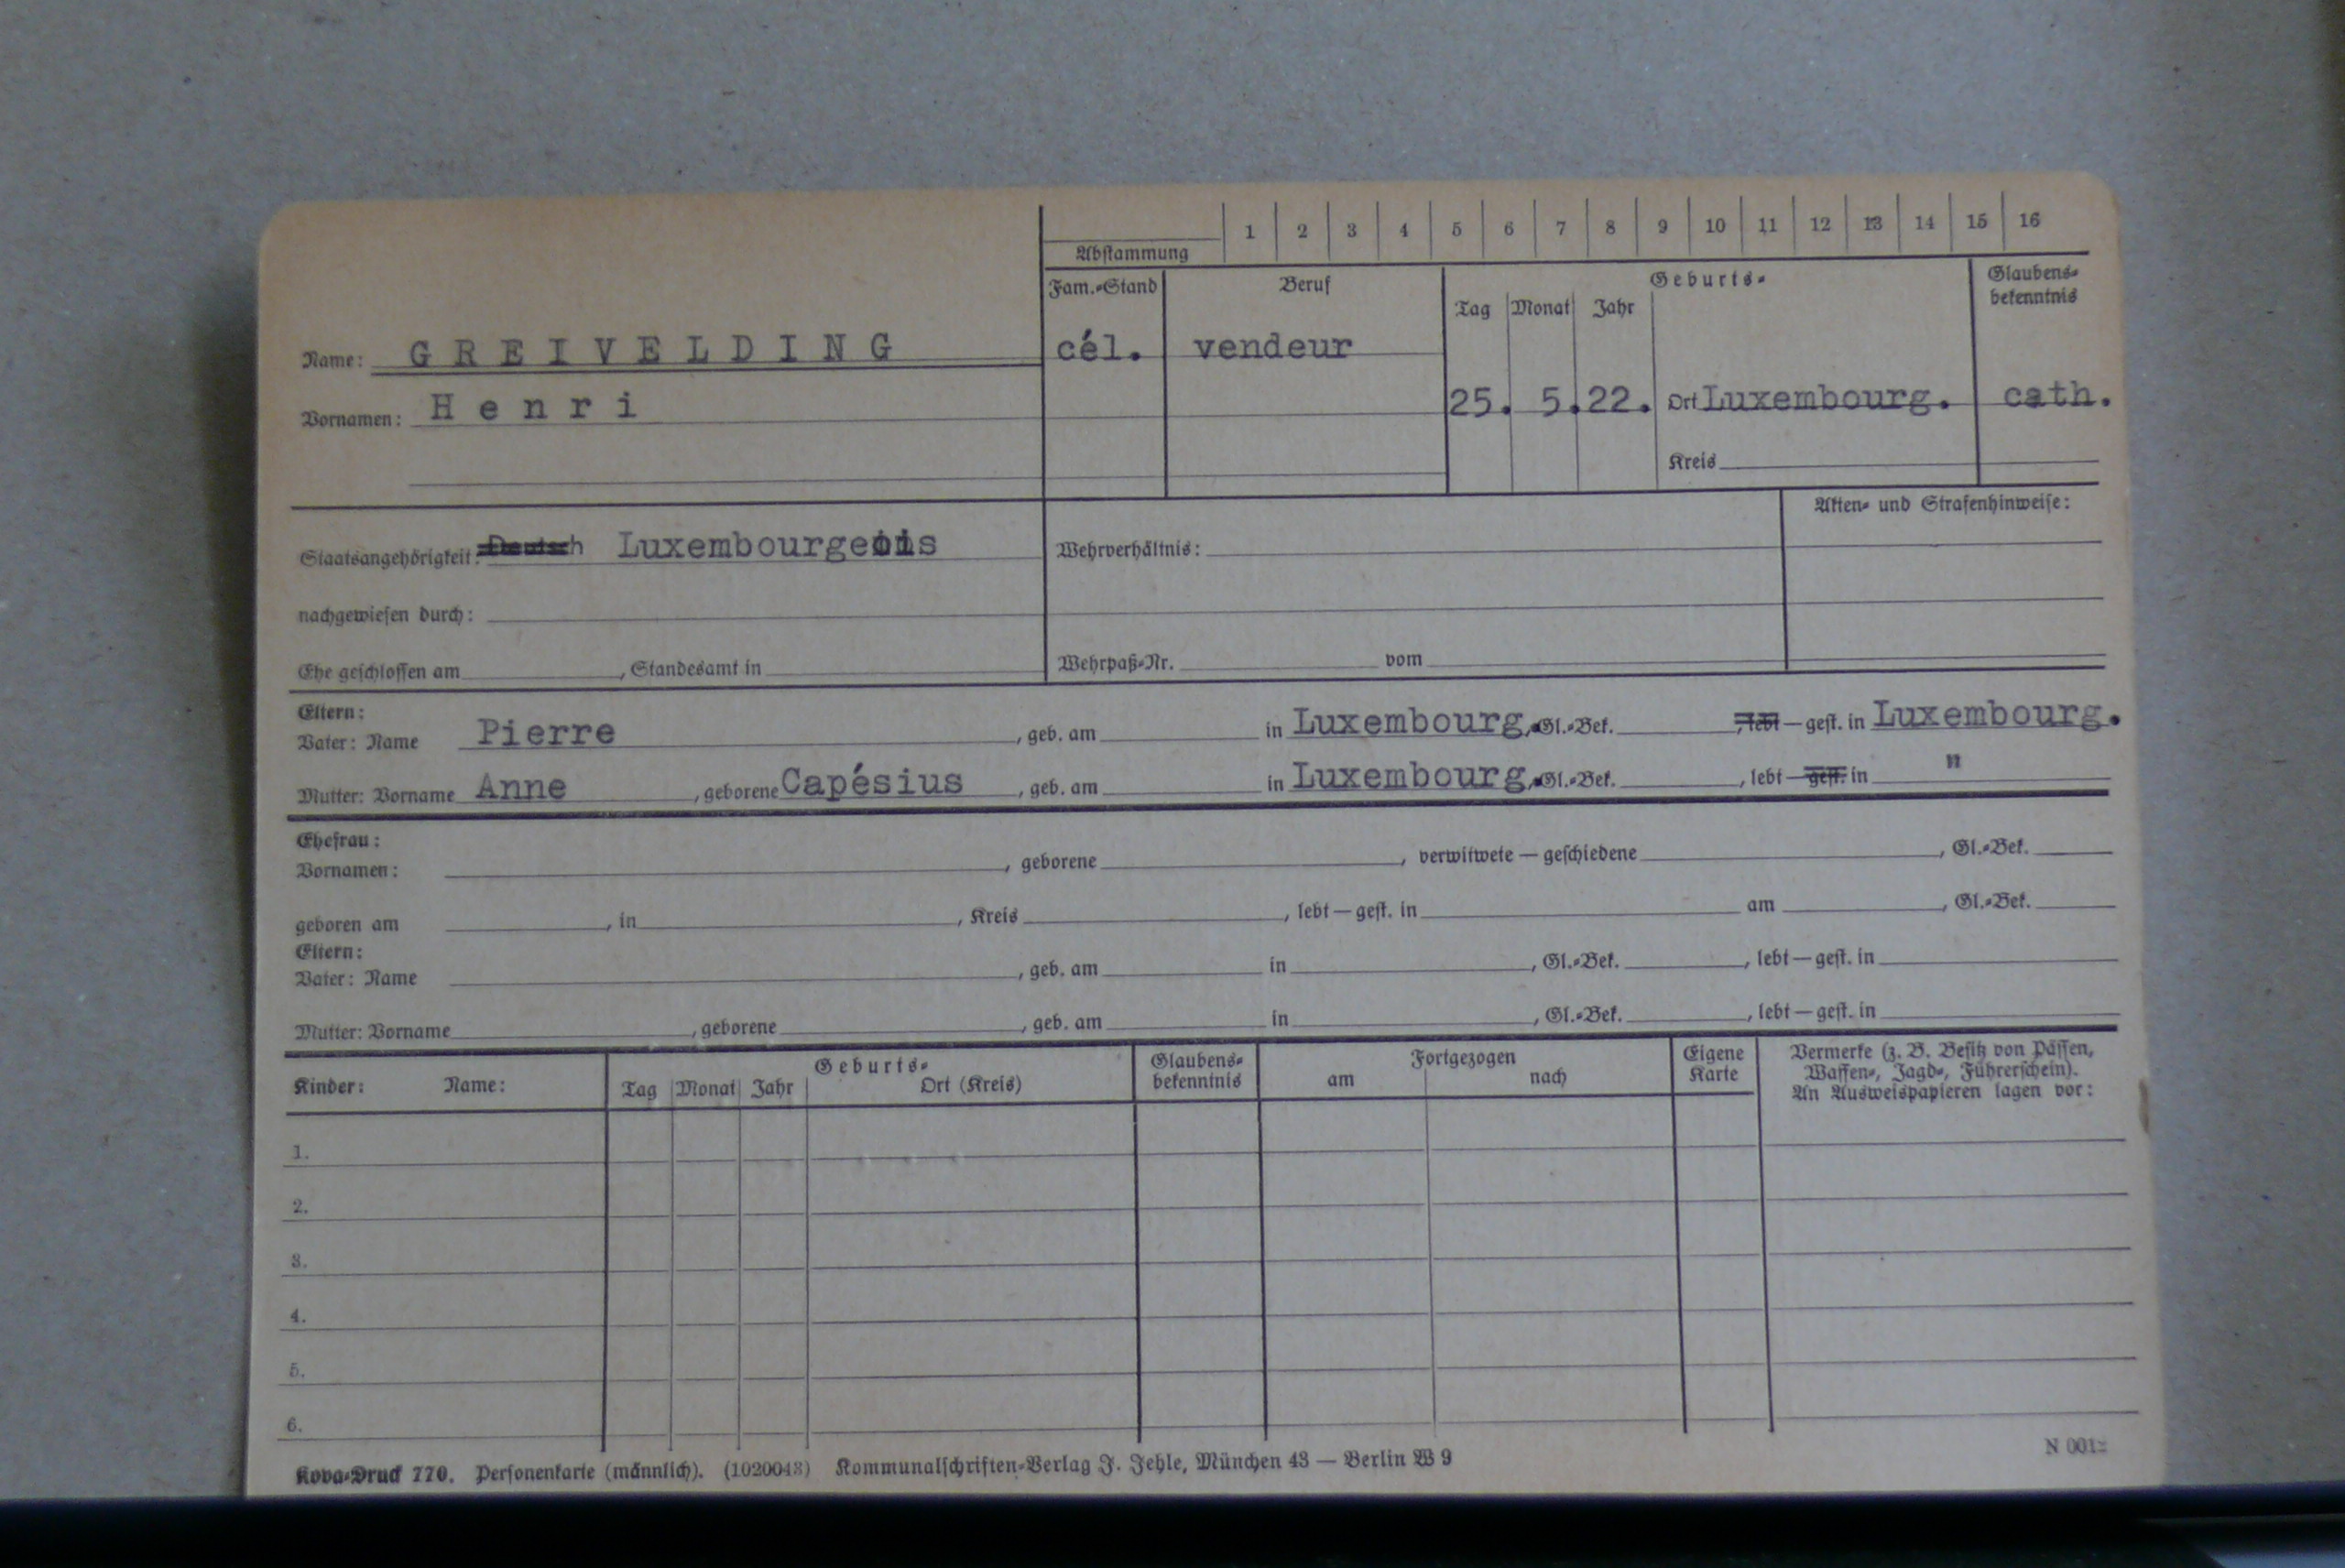 Abstammung 1 2 3 4 5 6 7 8 9 10 11 12 13 14 15 16
Fam.=Stand Beruf Geburts= Glaubens=
Tag Monat Jahr bekenntnis
Name: GREIVELDING cél. vendeur
Vornamen: Henri 25. 5.22. Ort Luxembourg. cath.
Kreis
Akten= und Strafenhinweise:
Staatsangehörigkeit: Deutsch Luxembourgeois Wehrverhältnis:
nachgewiesen durch:
Ehe geschlossen am , Standesamt in Wehrpaß=Nr. vom
Eltern:
Vater: Name Pierre , geb. am in Luxembourg, Gl.=Bek. , lebt — gest. in Luxembourg.
Mutter: Vorname Anne , geborene Capésius , geb. am in Luxembourg, Gl.=Bek. , lebt — gest. in "
Ehefrau:
Vornamen: , geborene , verwitwete — geschiedene , Gl.=Bek.
geboren am , in , Kreis , lebt — gest. in am , Gl.=Bek.
Eltern:
Vater: Name , geb. am in , Gl.=Bek. , lebt — gest. in
Mutter: Vorname , geborene , geb. am in , Gl.=Bek. , lebt — gest. in
Kinder: Name: Geburts= Tag Monat Jahr Ort (Kreis) Glaubens= bekenntnis Fortgezogen am nach Eigene Karte
Vermerke (z. B. Besitz von Pässen,
Waffen=, Jagd=, Führerschein).
An Ausweispapieren lagen vor:
1.
2.
3.
4.
5.
6.
Kova=Druck 770. Personenkarte (männlich). (1020043) Kommunalschriften=Verlag J. Jehle, München 43 — Berlin W 9
N